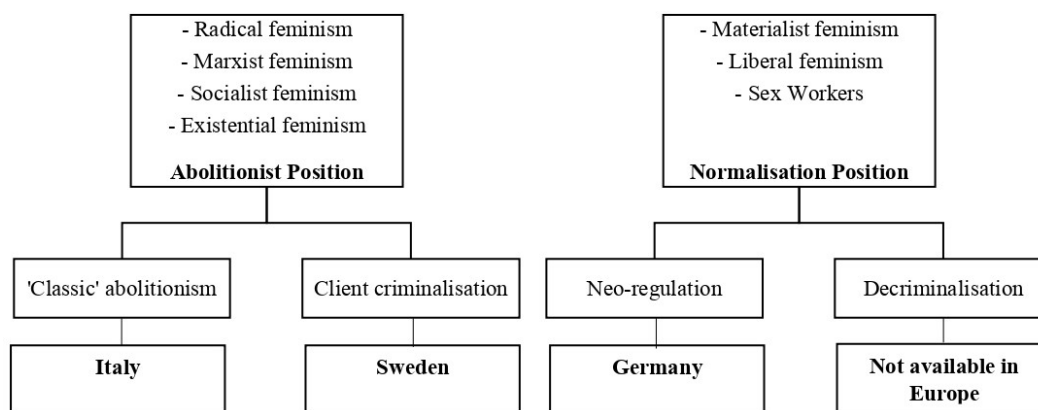 - Radical feminism
- Marxist feminism
- Socialist feminism
- Existential feminism
Abolitionist Position
- Materialist feminism
- Liberal feminism
- Sex Workers
Normalisation Position
'Classic' abolitionism
Client criminalisation
Neo-regulation
Decriminalisation
Italy
Sweden
Germany
Not available in
Europe